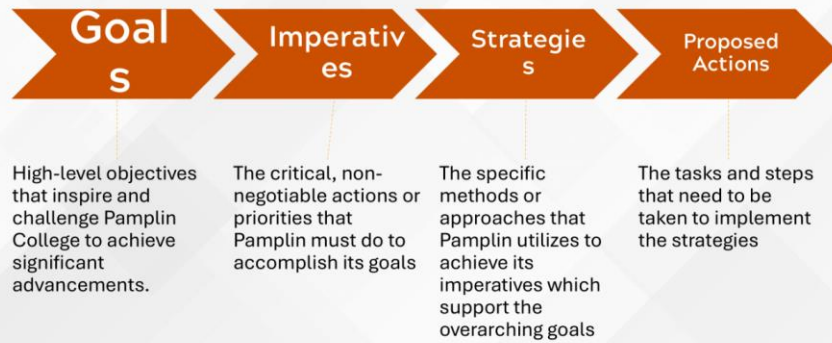 Goal
s
Imperativ
es
Strategie
s
Proposed
Actions
High-level objectives
that inspire and
challenge Pamplin
College to achieve
significant
advancements.
The critical, non-
negotiable actions or
priorities that
Pamplin must do to
accomplish its goals
The specific
methods or
approaches that
Pamplin utilizes to
achieve its
imperatives which
support the
overarching goals
The tasks and steps
that need to be
taken to implement
the strategies